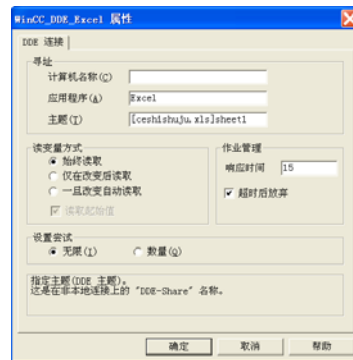 WinCC_DDE_Excel 属性
DDE 连接
寻址
计算机名称(C)
应用程序(A) Excel
主题(T) [ceshishuju.xls]sheet1
读变量方式
始终读取
仅在改变后读取
一旦改变自动读取
读取起始值
作业管理
响应时间 15
超时后放弃
设置尝试
无限(I) 数量(Q)
指定主题(DDE 主题)。
这是在非本地连接上的 "DDE-Share" 名称。
确定 取消 帮助